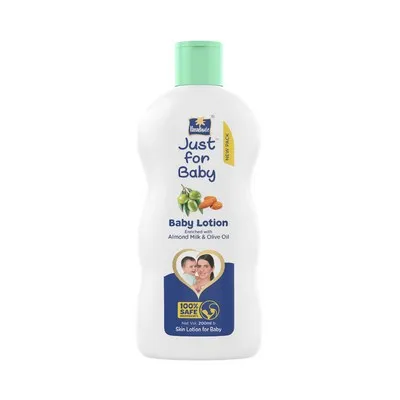 Parachute
Just
for
Baby
NEW PACK
Baby Lotion
Enriched with
Almond Milk & Olive Oil
100%
SAFE
Net Vol. 200ml
Skin Lotion for Baby